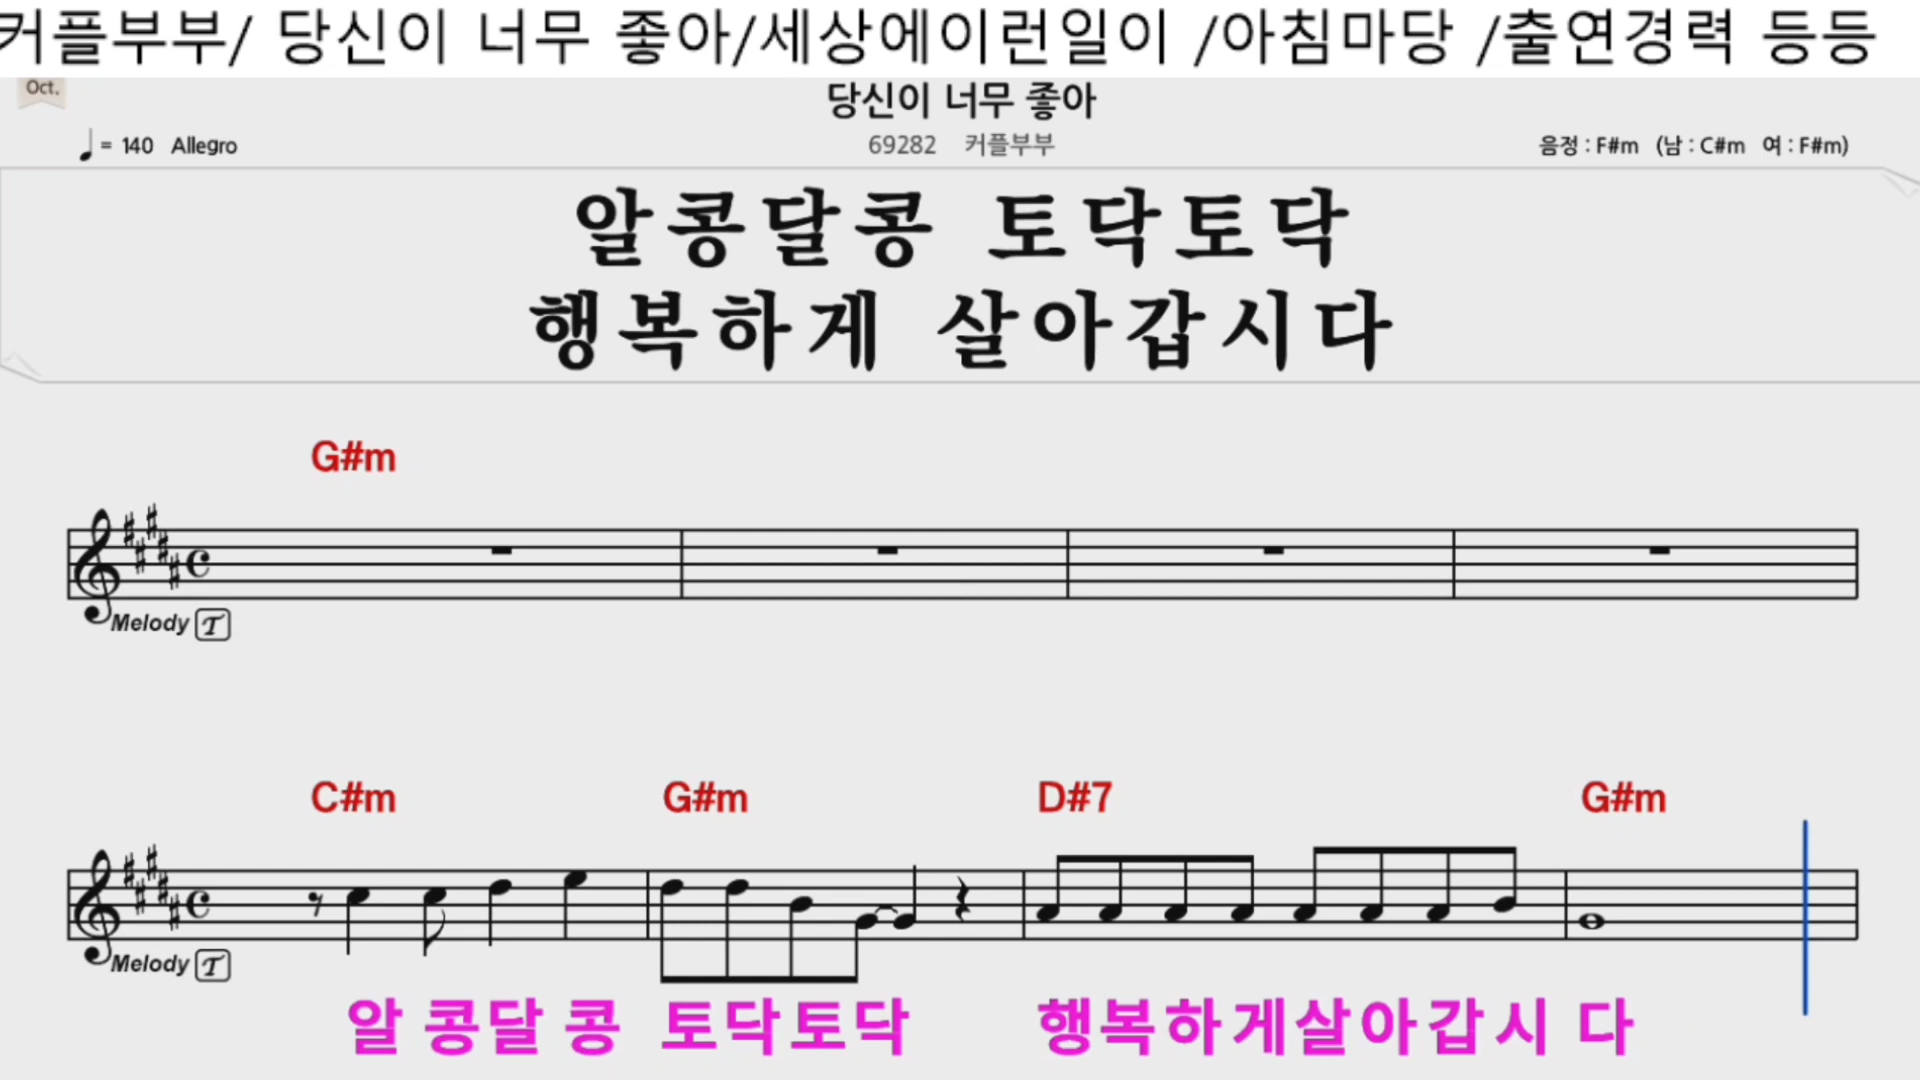 커플부부/ 당신이 너무 좋아/세상에이런일이 /아침마당 /출연경력 등등
Oct.
당신이 너무 좋아
♩= 140 Allegro
69282 커플부부
음정 : F#m (남 : C#m 여 : F#m)
알콩달콩 토닥토닥
행복하게 살아갑시다
G#m
Melody T
C#m G#m D#7 G#m
Melody T
알 콩달 콩 토닥토닥 행복하게살아갑시 다